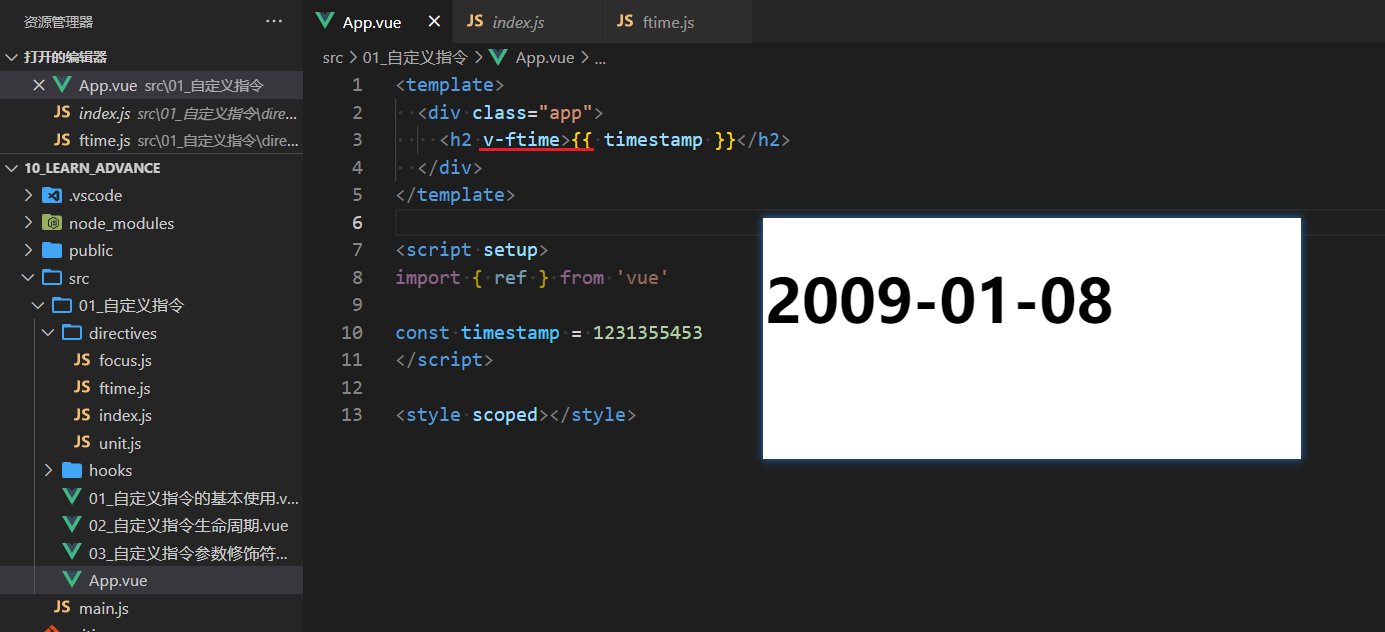 资源管理器 ···
打开的编辑器
App.vue src\01_自定义指令
JS index.js src\01_自定义指令\dire...
JS ftime.js src\01_自定义指令\dire...
10_LEARN_ADVANCE
.vscode
node_modules
public
src
01_自定义指令
directives
JS focus.js
JS ftime.js
JS index.js
JS unit.js
hooks
01_自定义指令的基本使用.v...
02_自定义指令生命周期.vue
03_自定义指令参数修饰符...
App.vue
JS main.js
App.vue JS index.js JS ftime.js
src > 01_自定义指令 > App.vue > ...
1 <template>
2 <div class="app">
3 <h2 v-ftime>{{ timestamp }}</h2>
4 </div>
5 </template>
6
7 <script setup>
8 import { ref } from 'vue'
9
10 const timestamp = 1231355453
11 </script>
12
13 <style scoped></style>
2009-01-08